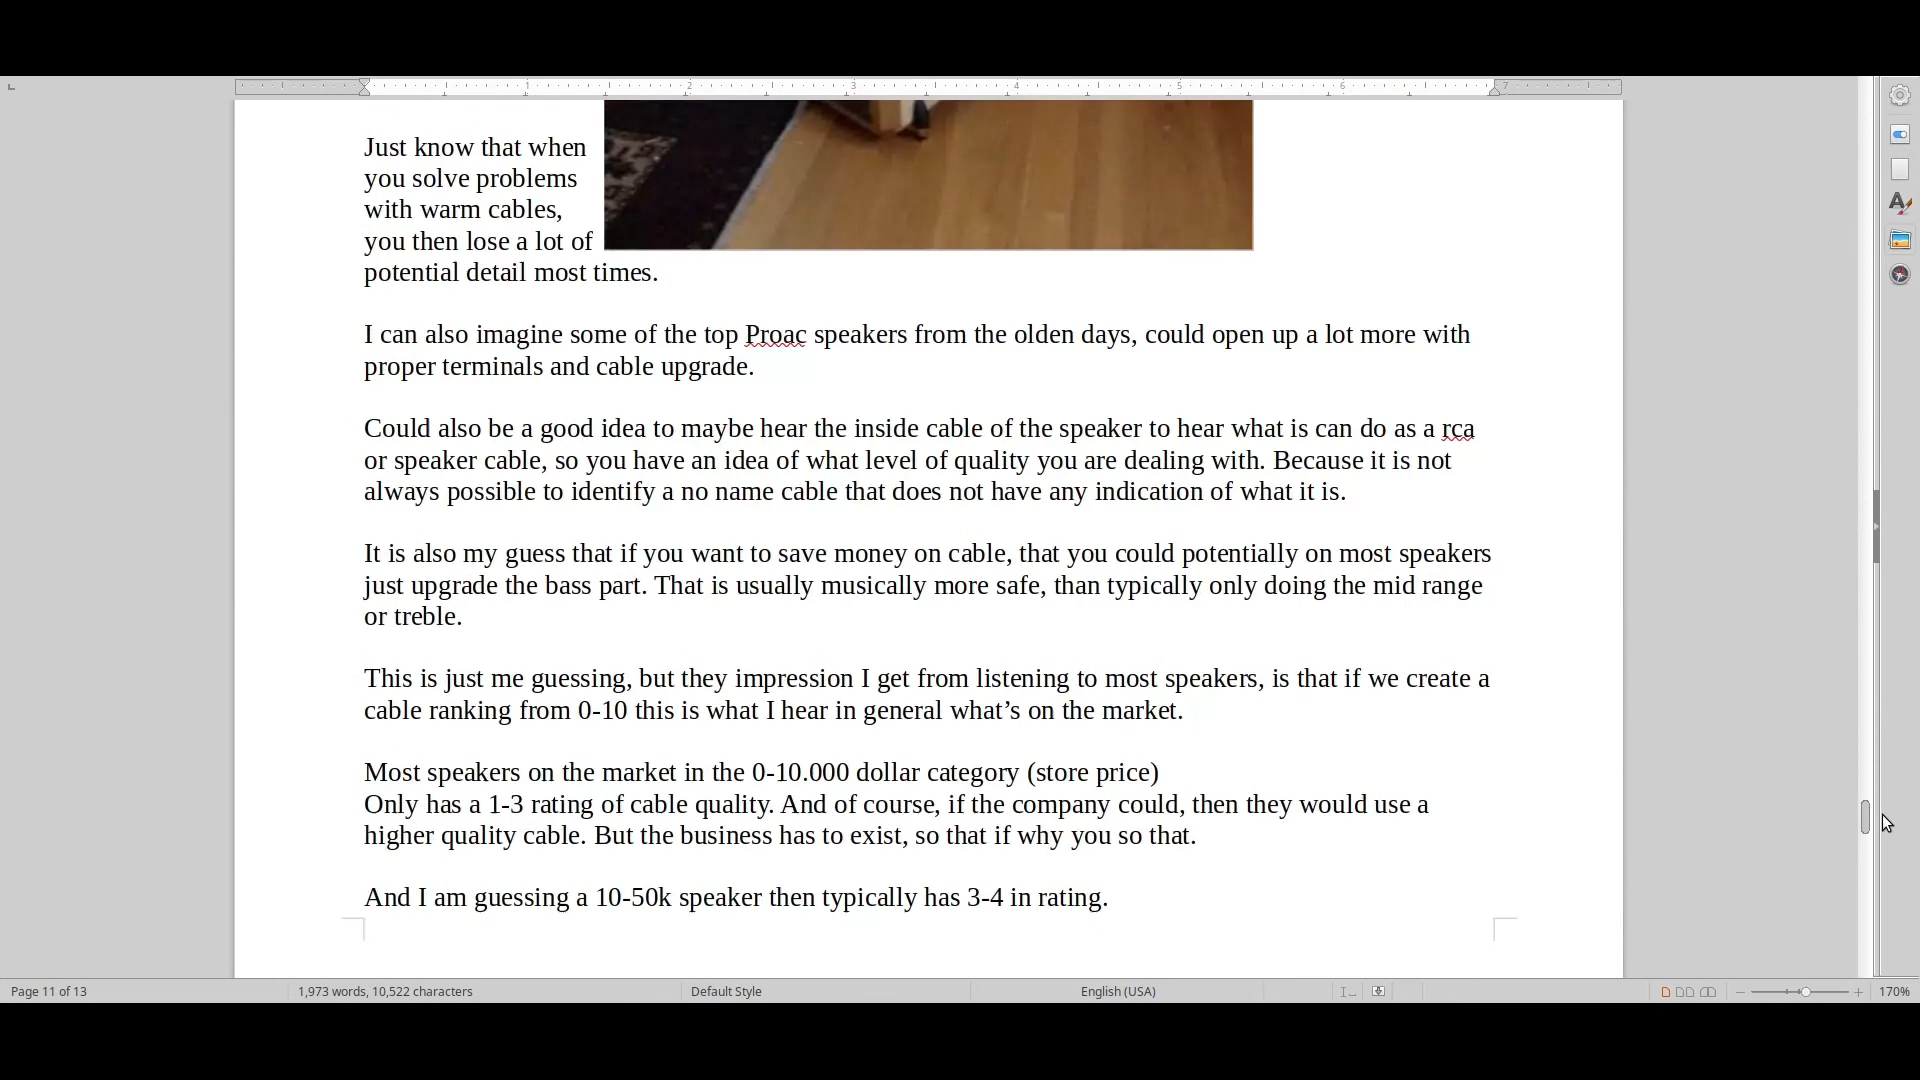 1
2
3
4
5
6
7
Just know that when
you solve problems
with warm cables,
you then lose a lot of
potential detail most times.
I can also imagine some of the top Proac speakers from the olden days, could open up a lot more with
proper terminals and cable upgrade.
Could also be a good idea to maybe hear the inside cable of the speaker to hear what is can do as a rca
or speaker cable, so you have an idea of what level of quality you are dealing with. Because it is not
always possible to identify a no name cable that does not have any indication of what it is.
It is also my guess that if you want to save money on cable, that you could potentially on most speakers
just upgrade the bass part. That is usually musically more safe, than typically only doing the mid range
or treble.
This is just me guessing, but they impression I get from listening to most speakers, is that if we create a
cable ranking from 0-10 this is what I hear in general what’s on the market.
Most speakers on the market in the 0-10.000 dollar category (store price)
Only has a 1-3 rating of cable quality. And of course, if the company could, then they would use a
higher quality cable. But the business has to exist, so that if why you so that.
And I am guessing a 10-50k speaker then typically has 3-4 in rating.
Page 11 of 13
1,973 words, 10,522 characters
Default Style
English (USA)
170%